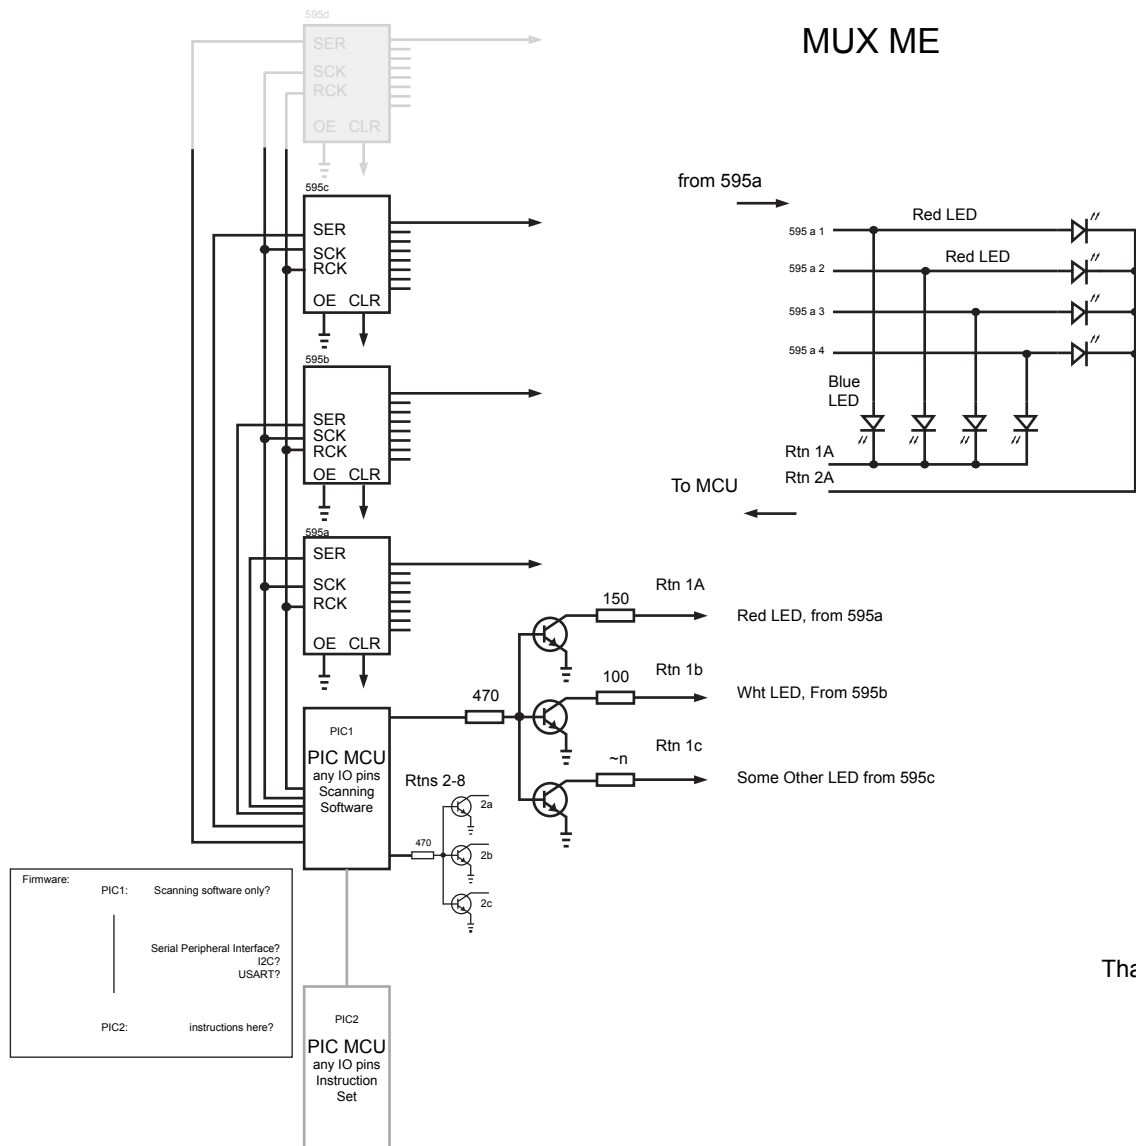 MUX ME
595d
SER
SCK
RCK
OE CLR
595c
SER
SCK
RCK
OE CLR
595b
SER
SCK
RCK
OE CLR
595a
SER
SCK
RCK
OE CLR
from 595a
595 a 1
Red LED
595 a 2
Red LED
595 a 3
595 a 4
Blue
LED
Rtn 1A
Rtn 2A
To MCU
150
Rtn 1A
Red LED, from 595a
470
100
Rtn 1b
Wht LED, From 595b
~n
Rtn 1c
Some Other LED from 595c
PIC1
PIC MCU
any IO pins
Scanning
Software
Rtns 2-8
470
2a
2b
2c
Firmware:
PIC1: Scanning software only?
Serial Peripheral Interface?
I2C?
USART?
PIC2: instructions here?
PIC2
PIC MCU
any IO pins
Instruction
Set
Tha